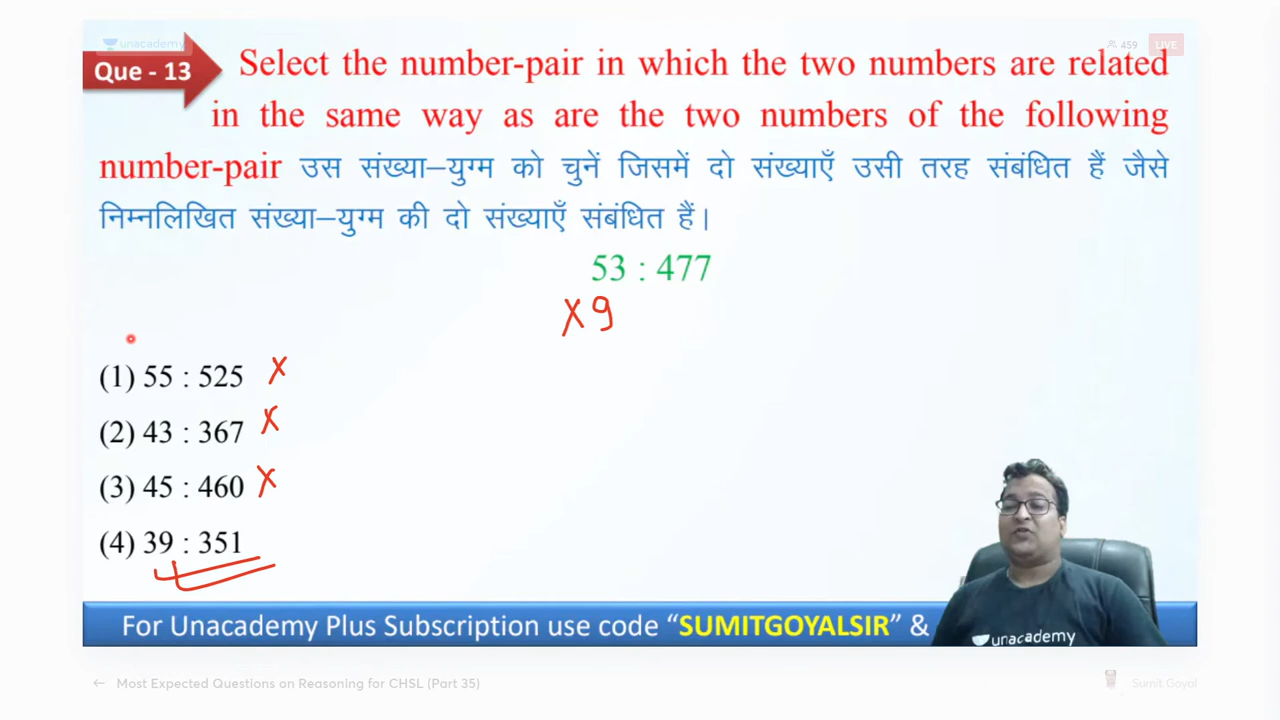 unacademy
459 LIVE
Que - 13
Select the number-pair in which the two numbers are related
in the same way as are the two numbers of the following
number-pair उस संख्या–युग्म को चुनें जिसमें दो संख्याएँ उसी तरह संबंधित हैं जैसे
निम्नलिखित संख्या–युग्म की दो संख्याएँ संबंधित हैं।
53 : 477
X 9
(1) 55 : 525 X
(2) 43 : 367 X
(3) 45 : 460 X
(4) 39 : 351
For Unacademy Plus Subscription use code “SUMITGOYALSIR” &
unacademy
← Most Expected Questions on Reasoning for CHSL (Part 35)
Sumit Goyal